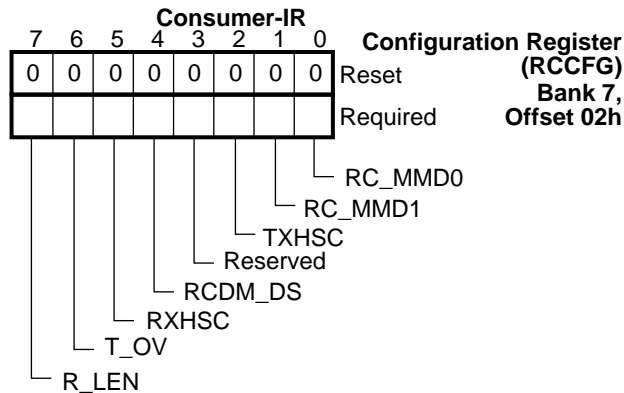 Consumer-IR
7 6 5 4 3 2 1 0
Configuration Register
(RCCFG)
Bank 7,
Offset 02h
0 0 0 0 0 0 0 0 Reset
Required
RC_MMD0
RC_MMD1
TXHSC
Reserved
RCDM_DS
RXHSC
T_OV
R_LEN